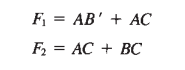 F₁ = AB′ + AC
F₂ = AC + BC